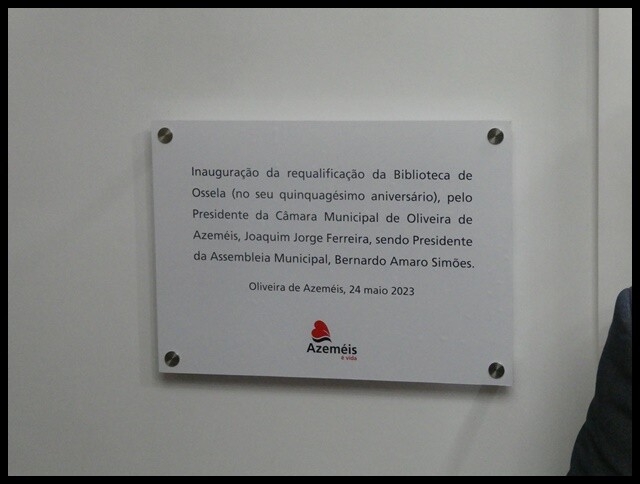 Inauguração da requalificação da Biblioteca de
Ossela (no seu quinquagésimo aniversário), pelo
Presidente da Câmara Municipal de Oliveira de
Azeméis, Joaquim Jorge Ferreira, sendo Presidente
da Assembleia Municipal, Bernardo Amaro Simões.
Oliveira de Azeméis, 24 maio 2023
Azeméis
é vida